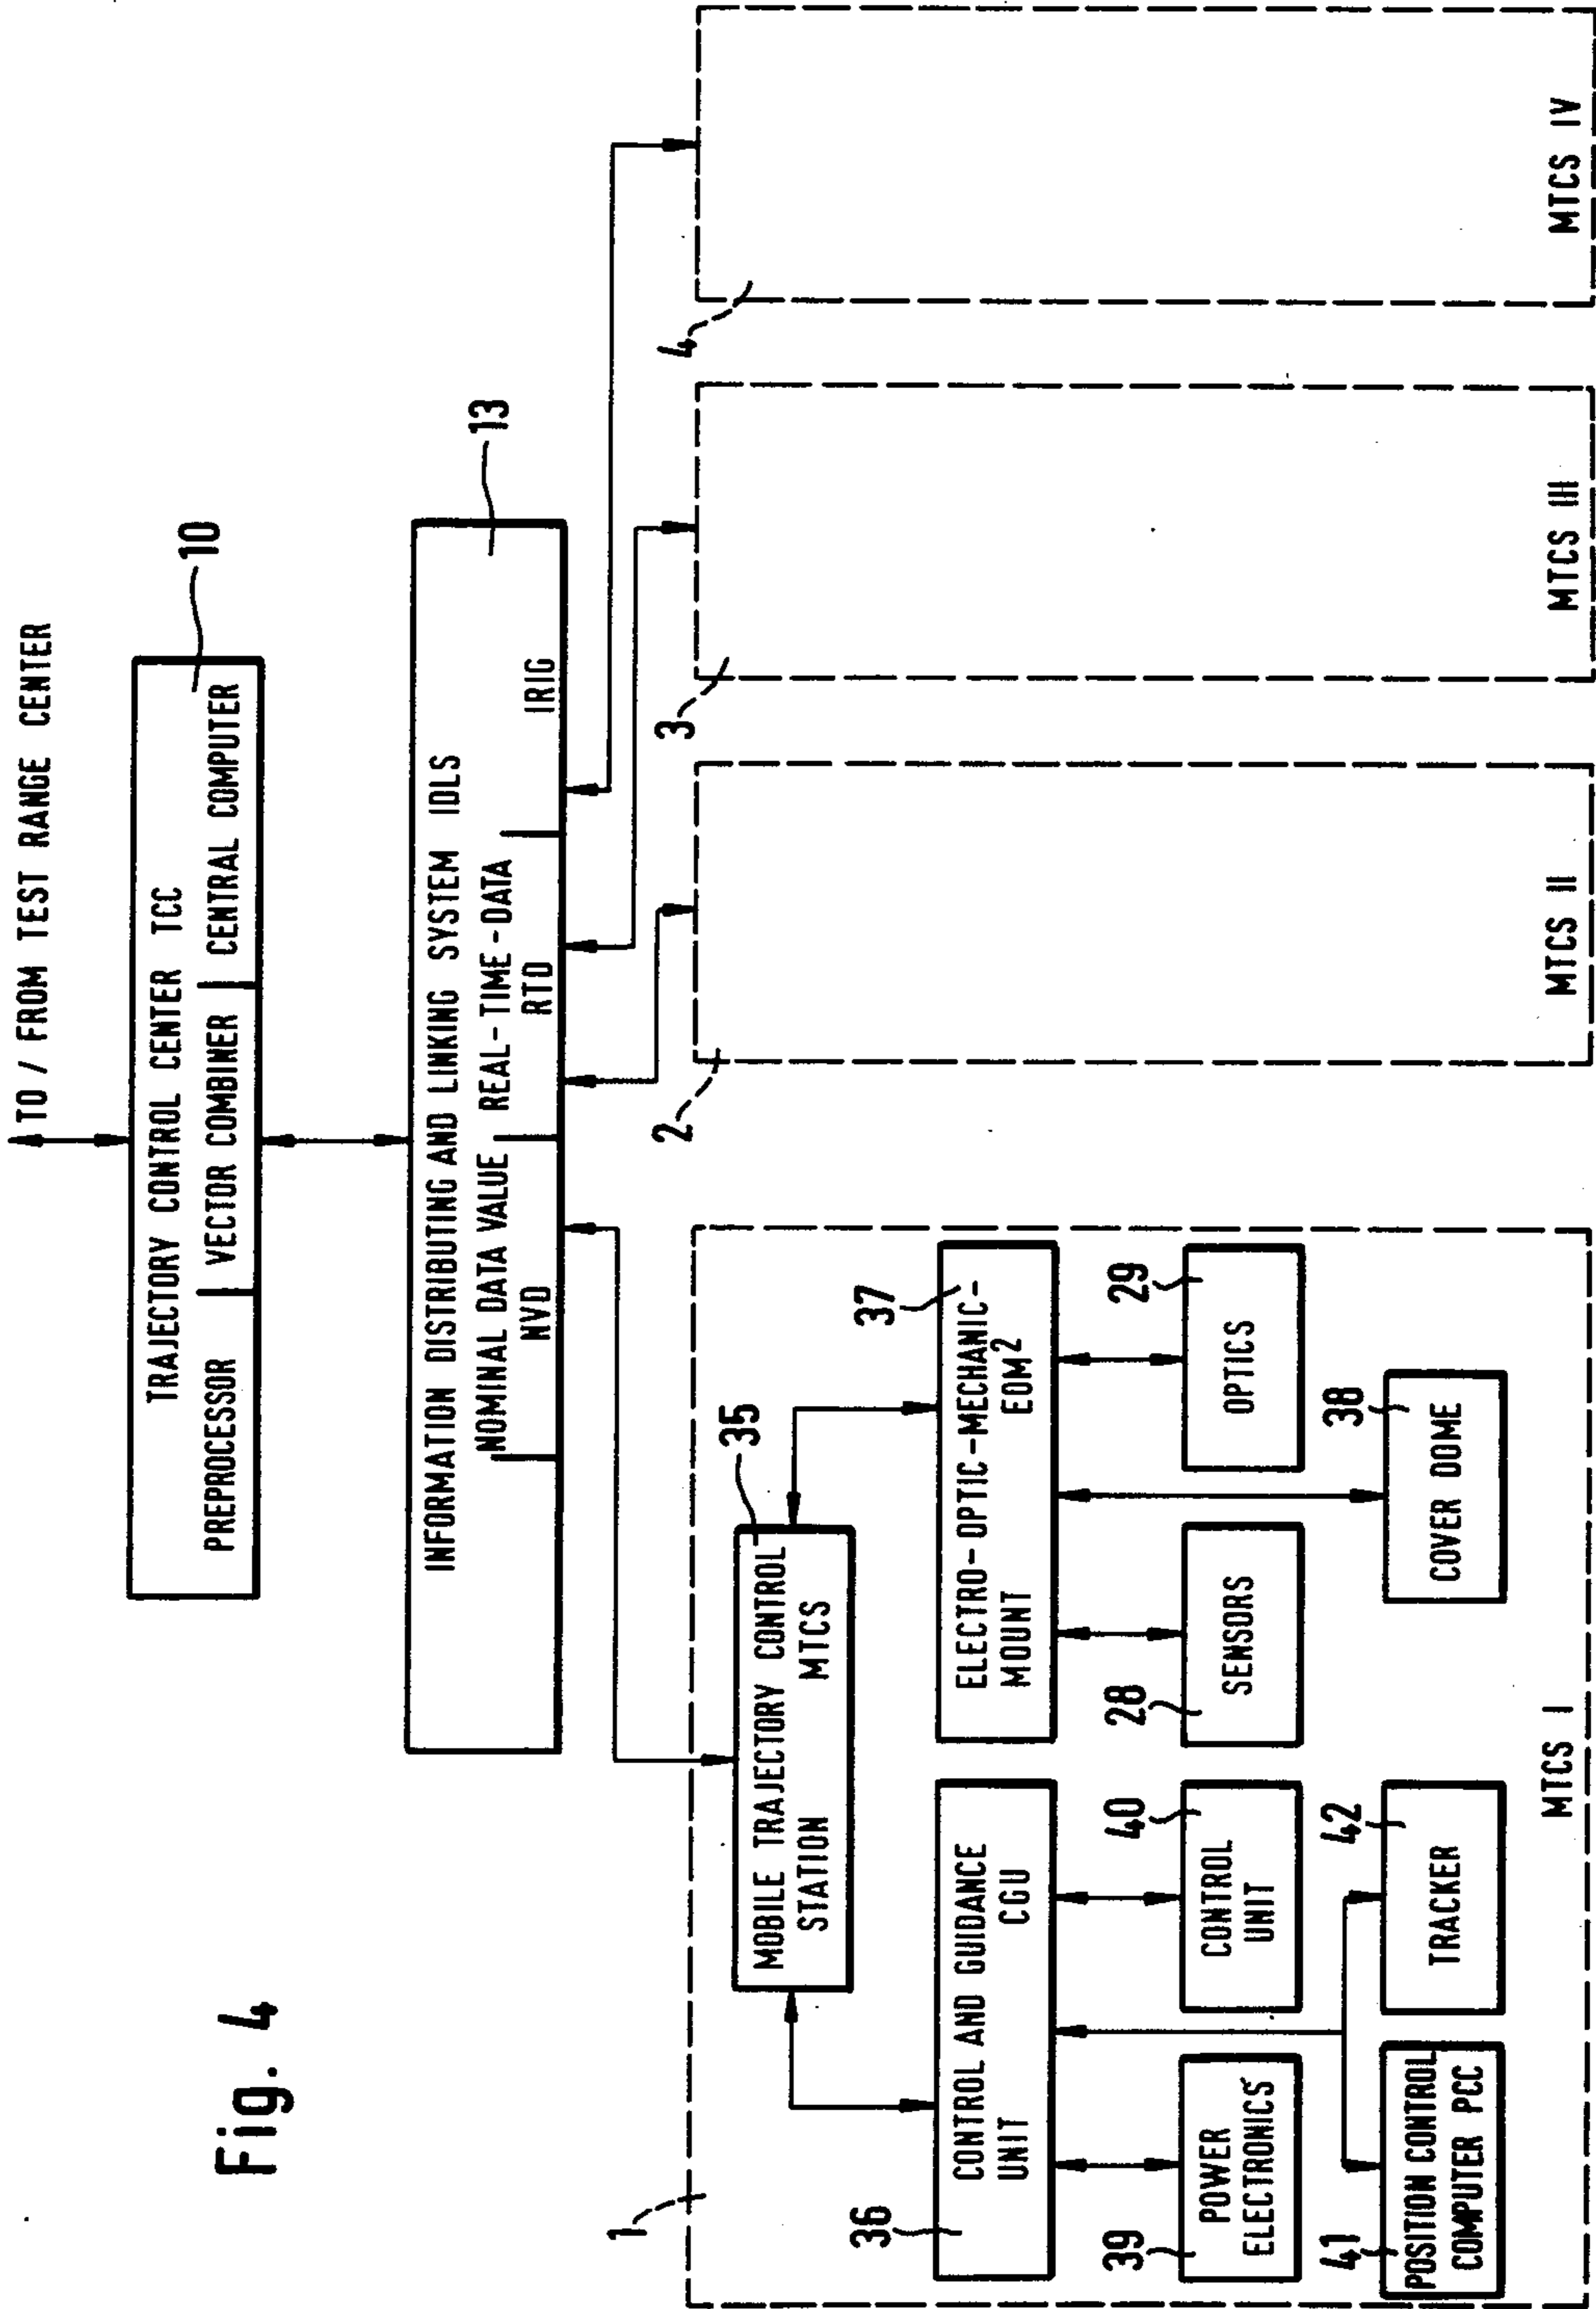 Fig. 4
TO / FROM TEST RANGE CENTER
TRAJECTORY CONTROL CENTER TCC
PREPROCESSOR
VECTOR COMBINER
CENTRAL COMPUTER
10
INFORMATION DISTRIBUTING AND LINKING SYSTEM IDLS
NOMINAL DATA VALUE
NVD
REAL-TIME-DATA
RTD
IRIG
13
1
MOBILE TRAJECTORY CONTROL
STATION MTCS
35
36
CONTROL AND GUIDANCE
UNIT CGU
ELECTRO-OPTIC-MECHANIC-
MOUNT EOM²
37
39
POWER
ELECTRONICS
CONTROL
UNIT
40
28
SENSORS
OPTICS
29
41
POSITION CONTROL
COMPUTER PCC
TRACKER
42
COVER DOME
38
MTCS I
2
MTCS II
3
MTCS III
4
MTCS IV